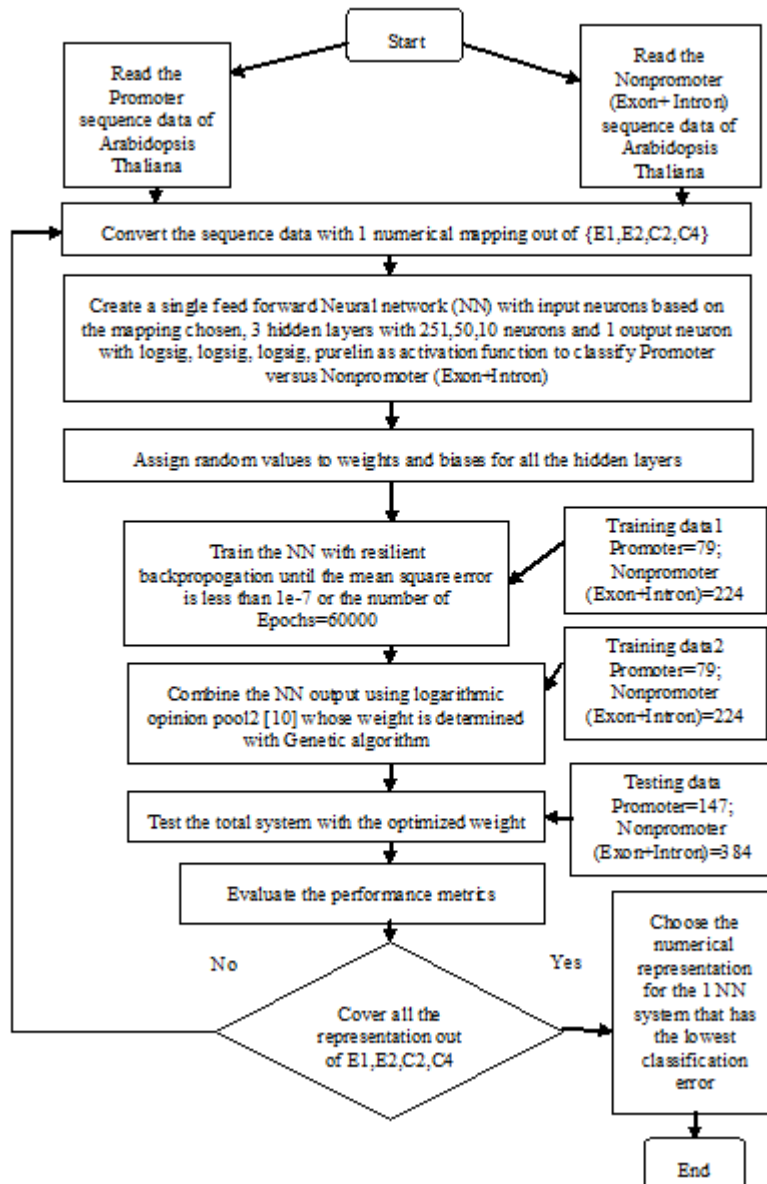 Start
Read the
Promoter
sequence data of
Arabidopsis
Thaliana
Read the
Nonpromoter
(Exon+ Intron)
sequence data of
Arabidopsis
Thaliana
Convert the sequence data with 1 numerical mapping out of {E1,E2,C2,C4}
Create a single feed forward Neural network (NN) with input neurons based on
the mapping chosen, 3 hidden layers with 251,50,10 neurons and 1 output neuron
with logsig, logsig, logsig, purelin as activation function to classify Promoter
versus Nonpromoter (Exon+Intron)
Assign random values to weights and biases for all the hidden layers
Train the NN with resilient
backpropogation until the mean square error
is less than 1e-7 or the number of
Epochs=60000
Training data1
Promoter=79;
Nonpromoter
(Exon+Intron)=224
Combine the NN output using logarithmic
opinion pool2 [10] whose weight is determined
with Genetic algorithm
Training data2
Promoter=79;
Nonpromoter
(Exon+Intron)=224
Test the total system with the optimized weight
Testing data
Promoter=147;
Nonpromoter
(Exon+Intron)=384
Evaluate the performance metrics
No
Yes
Cover all the
representation out
of E1,E2,C2,C4
Choose the
numerical
representation
for the 1 NN
system that has
the lowest
classification
error
End